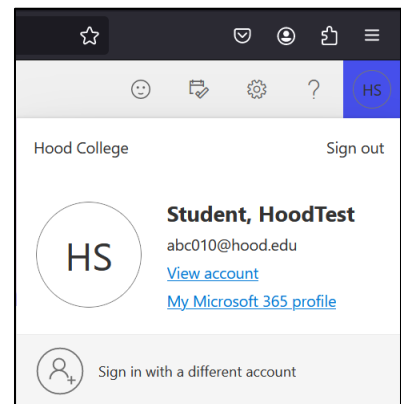 HS
Hood College Sign out
HS
Student, HoodTest
abc010@hood.edu
View account
My Microsoft 365 profile
Sign in with a different account